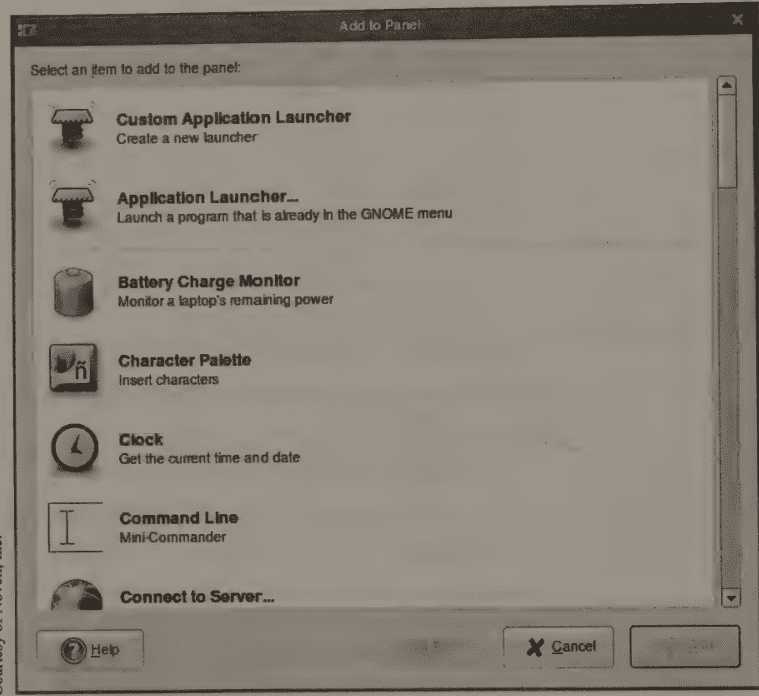 Add to Panel
Select an item to add to the panel:
Custom Application Launcher
Create a new launcher
Application Launcher...
Launch a program that is already in the GNOME menu
Battery Charge Monitor
Monitor a laptop's remaining power
Character Palette
Insert characters
ñ
Clock
Get the current time and date
Command Line
Mini-Commander
Connect to Server...
Help
Cancel